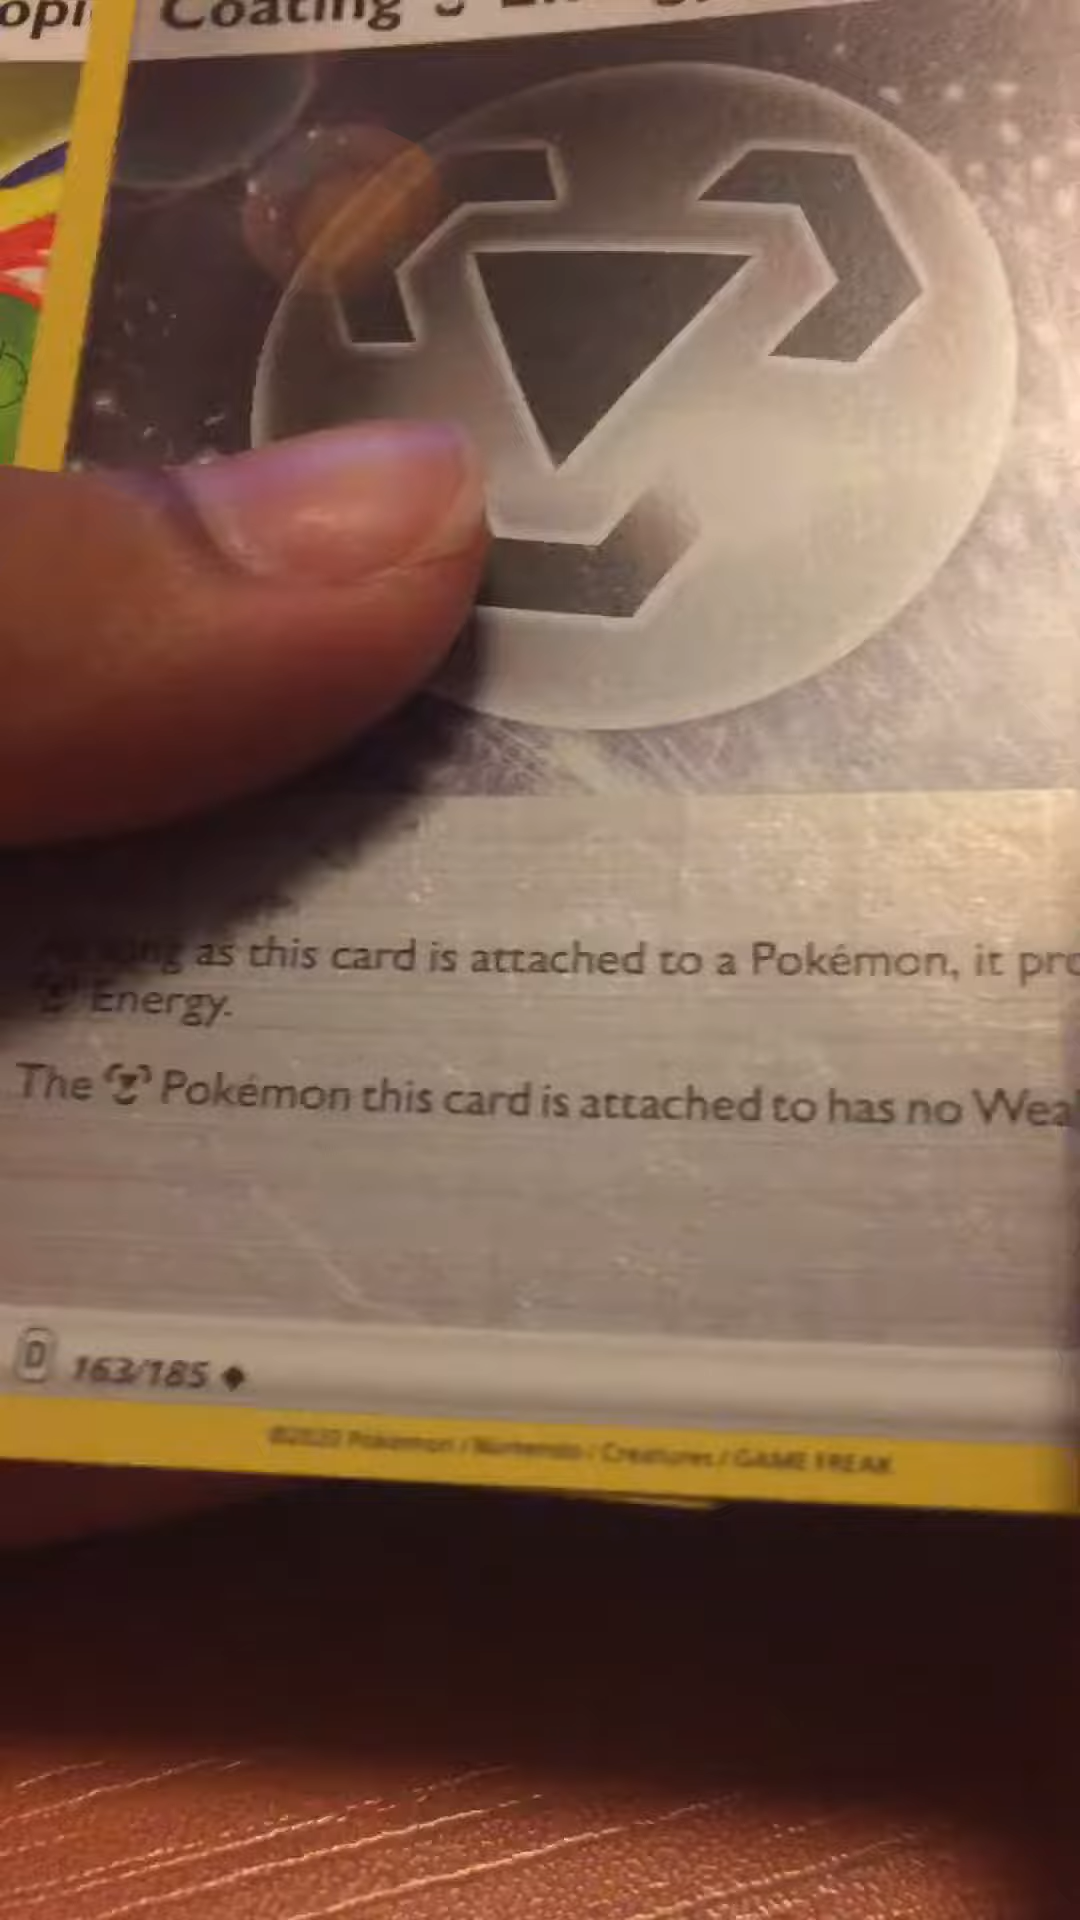 opi Coating
as this card is attached to a Pokémon, it pro
Energy.
The Pokémon this card is attached to has no Wea
D 163/185
©2020 Pokémon / Nintendo / Creatures / GAME FREAK